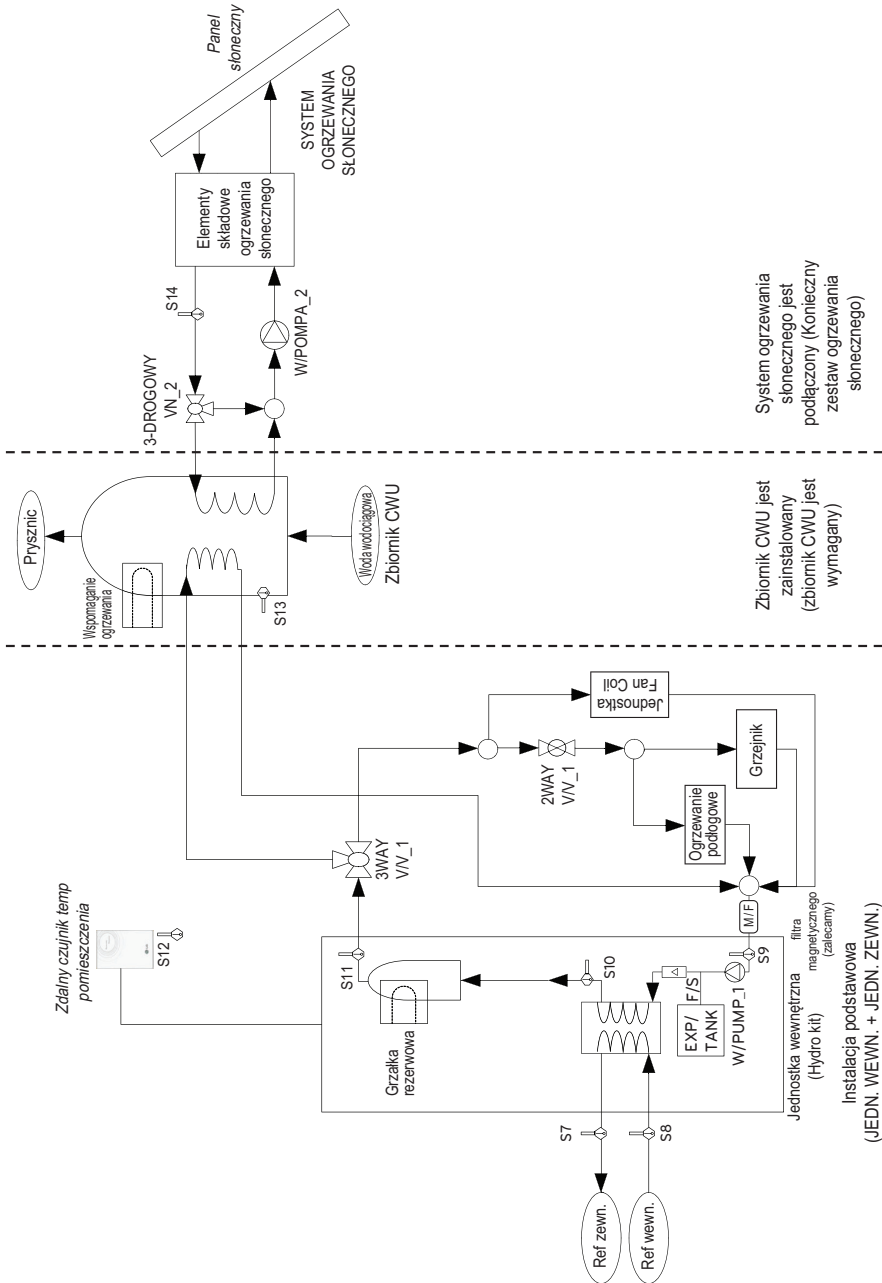 Zdalny czujnik temp
pomieszczenia
S12
Ref zewn.
Ref wewn.
S7
S8
Grzałka
rezerwowa
S11
S10
EXP/
TANK
F/S
W/PUMP_1
S9
M/F
filtra
magnetycznego
(zalecamy)
Jednostka wewnętrzna
(Hydro kit)
Instalacja podstawowa
(JEDN. WEWN. + JEDN. ZEWN.)
3WAY
V/V_1
2WAY
V/V_1
Ogrzewanie
podłogowe
Grzejnik
Jednostka
Fan Coil
Prysznic
Wspomaganie
ogrzewania
S13
Woda wodociągowa
Zbiornik CWU
Zbiornik CWU jest
zainstalowany
(zbiornik CWU jest
wymagany)
3-DROGOWY
VN_2
S14
W/POMPA_2
Elementy
składowe
ogrzewania
słonecznego
Panel
słoneczny
SYSTEM
OGRZEWANIA
SŁONECZNEGO
System ogrzewania
słonecznego jest
podłączony (Konieczny
zestaw ogrzewania
słonecznego)